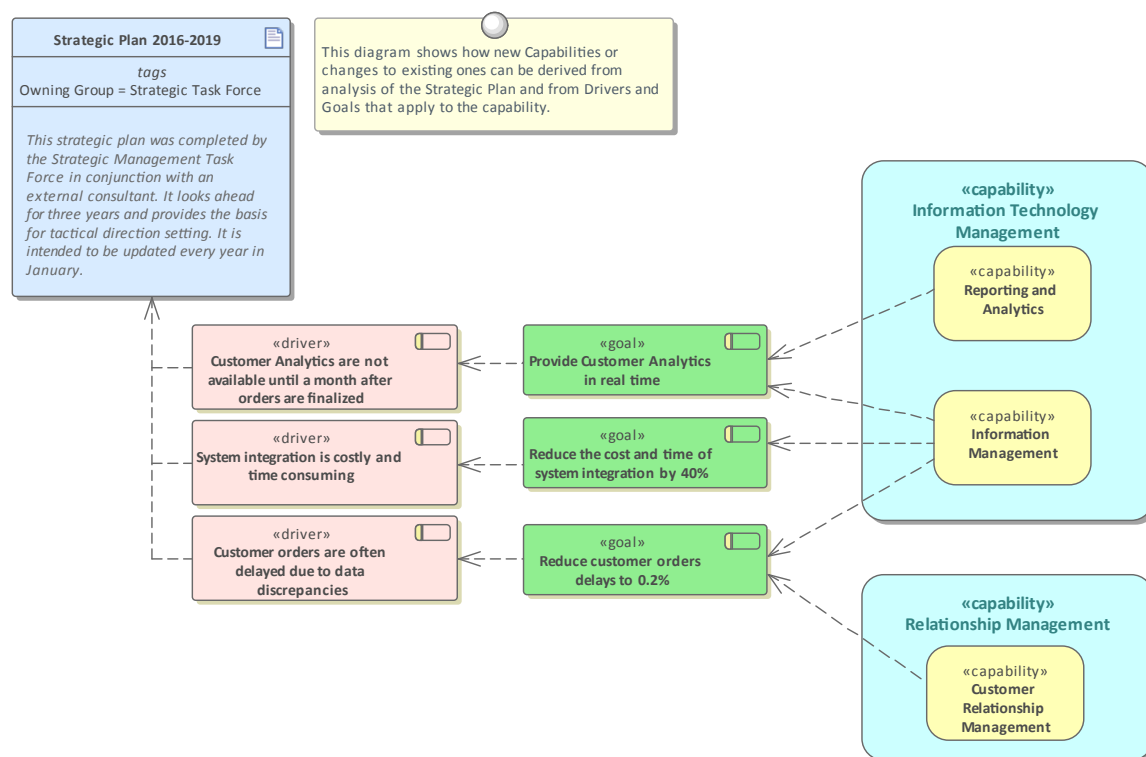 Strategic Plan 2016-2019
tags
Owning Group = Strategic Task Force
This strategic plan was completed by
the Strategic Management Task
Force in conjunction with an
external consultant. It looks ahead
for three years and provides the basis
for tactical direction setting. It is
intended to be updated every year in
January.
This diagram shows how new Capabilities or
changes to existing ones can be derived from
analysis of the Strategic Plan and from Drivers and
Goals that apply to the capability.
«driver»
Customer Analytics are not
available until a month after
orders are finalized
«goal»
Provide Customer Analytics
in real time
«driver»
System integration is costly and
time consuming
«goal»
Reduce the cost and time of
system integration by 40%
«driver»
Customer orders are often
delayed due to data
discrepancies
«goal»
Reduce customer orders
delays to 0.2%
«capability»
Information Technology
Management
«capability»
Reporting and
Analytics
«capability»
Information
Management
«capability»
Relationship Management
«capability»
Customer
Relationship
Management